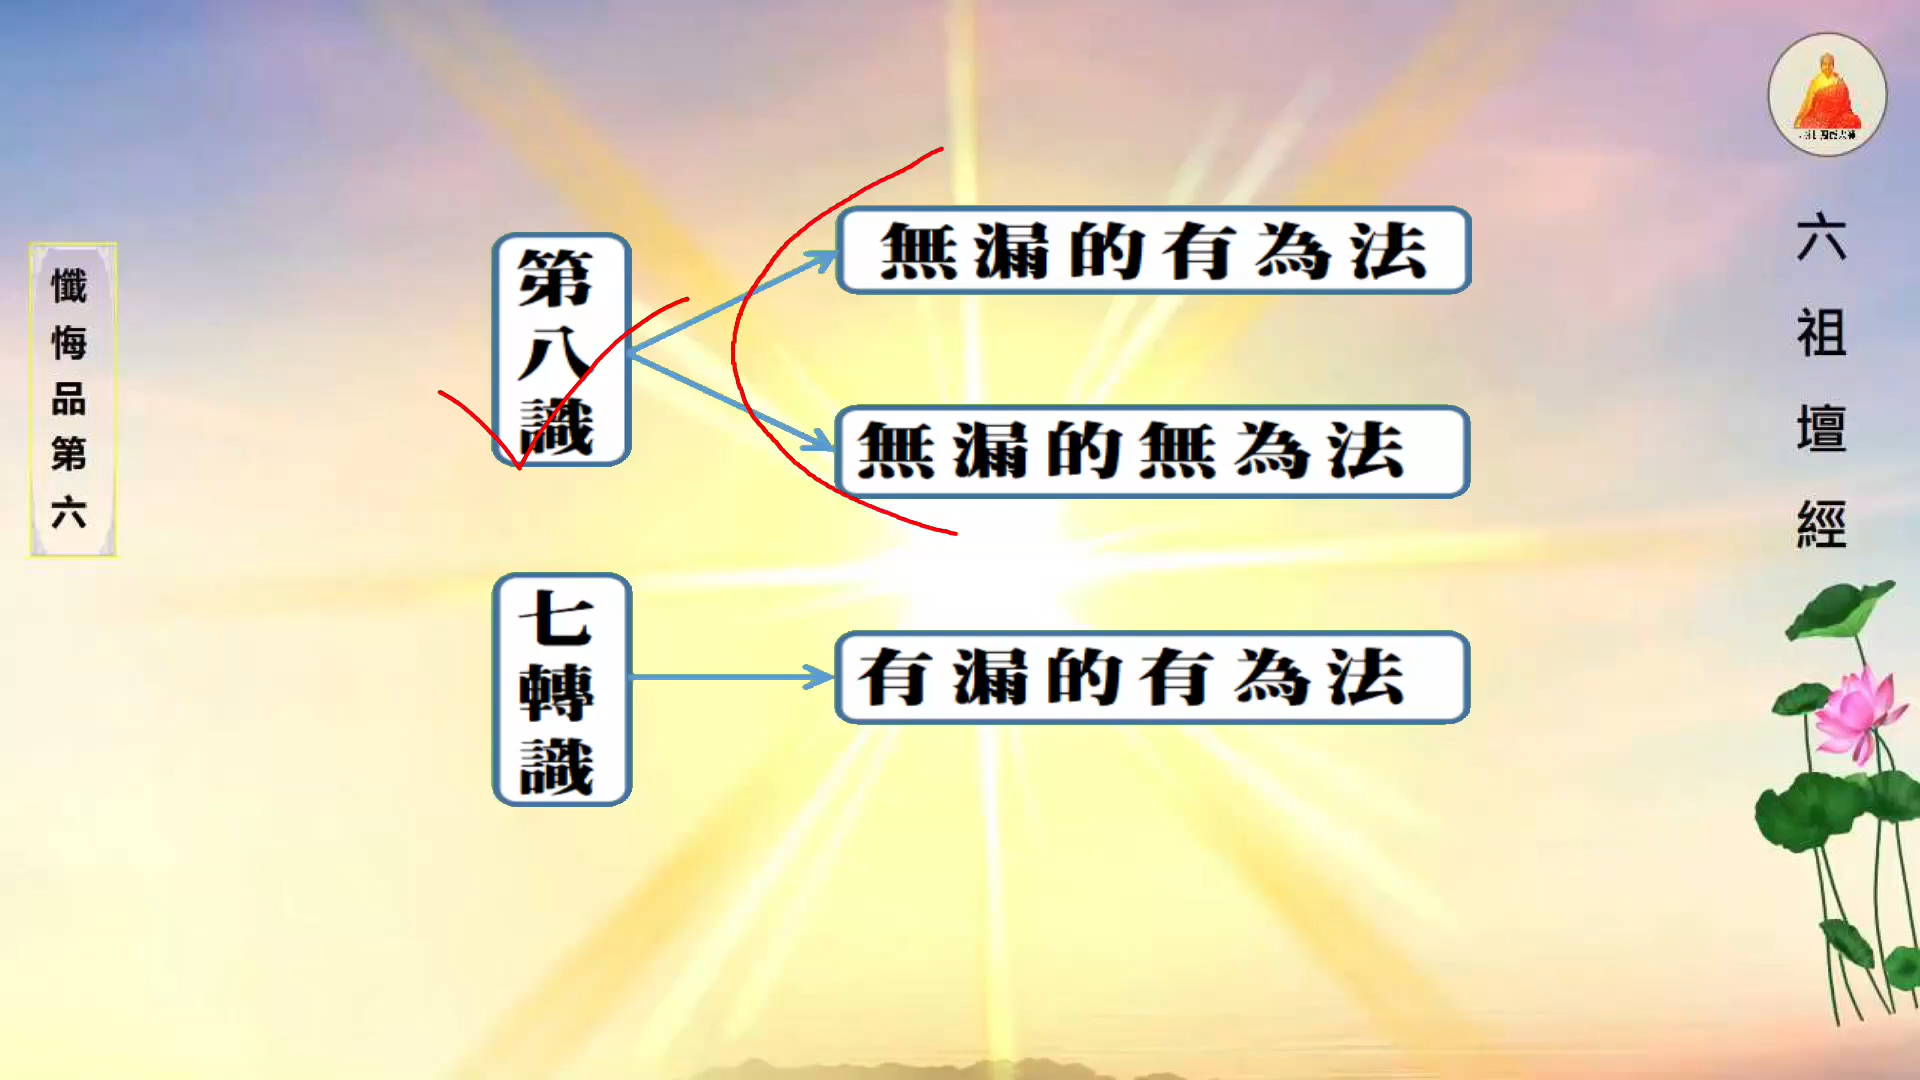 懺悔品第六
第八識
無漏的有為法
無漏的無為法
七轉識
有漏的有為法
六祖壇經